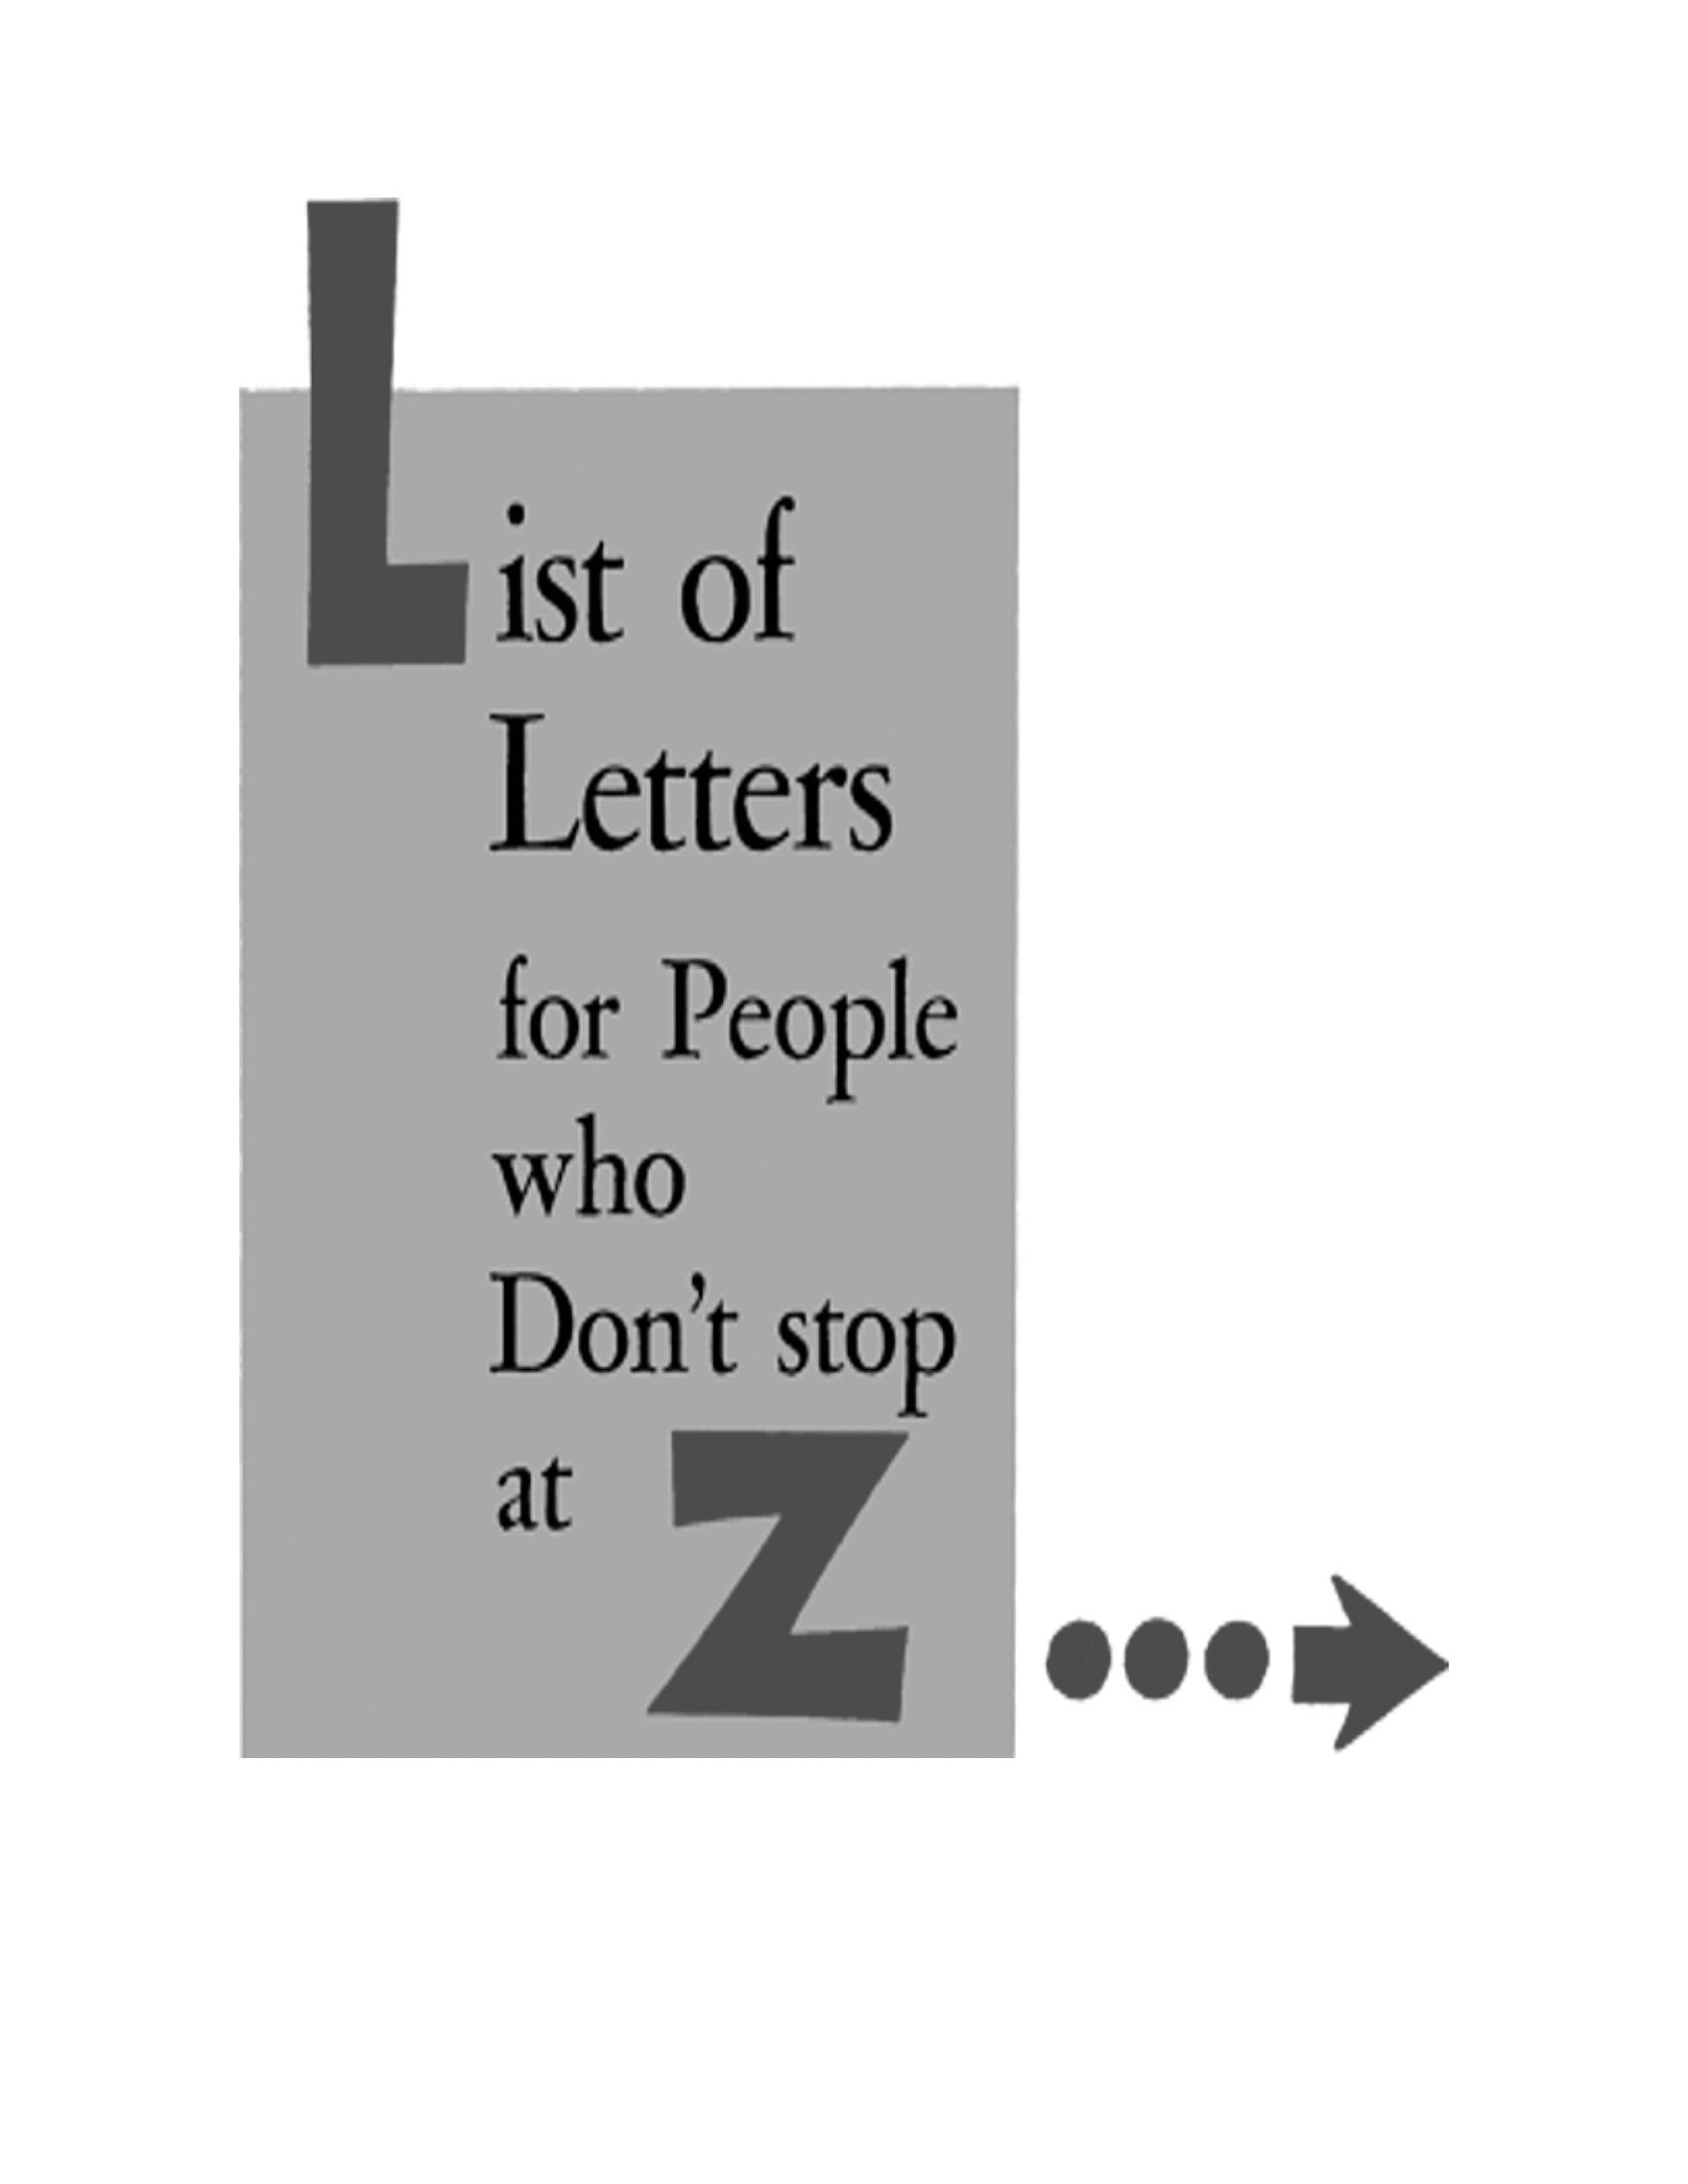 List of
Letters
for People
who
Don't stop
at Z